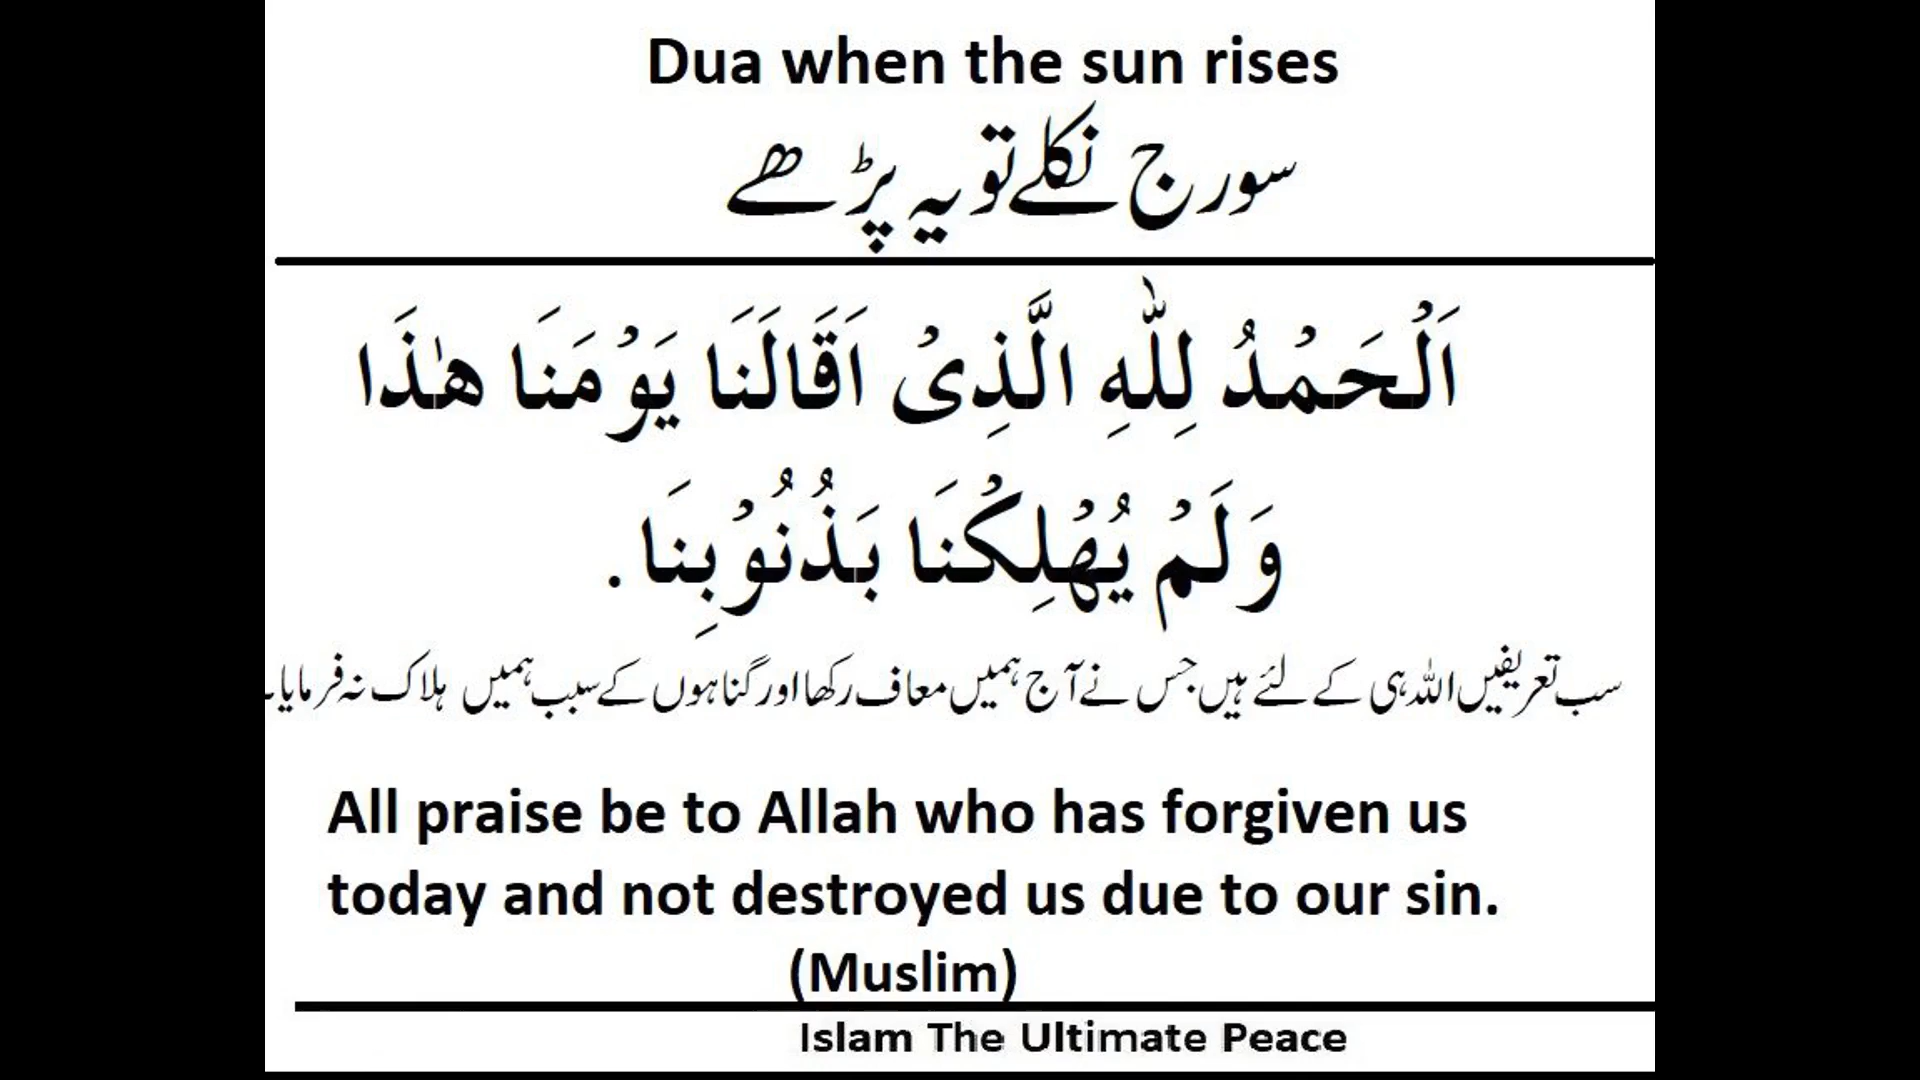 Dua when the sun rises
سورج نکلے تو یہ پڑھے
اَلْحَمْدُ لِلّٰهِ الَّذِیْ اَقَالَنَا یَوْمَنَا هٰذَا
وَلَمْ یُهْلِكْنَا بَذُنُوْبِنَا .
سب تعریفیں اللہ ہی کے لئے ہیں جس نے آج ہمیں معاف رکھا اور گناہوں کے سبب ہمیں ہلاک نہ فرمایا۔
All praise be to Allah who has forgiven us
today and not destroyed us due to our sin.
(Muslim)
Islam The Ultimate Peace